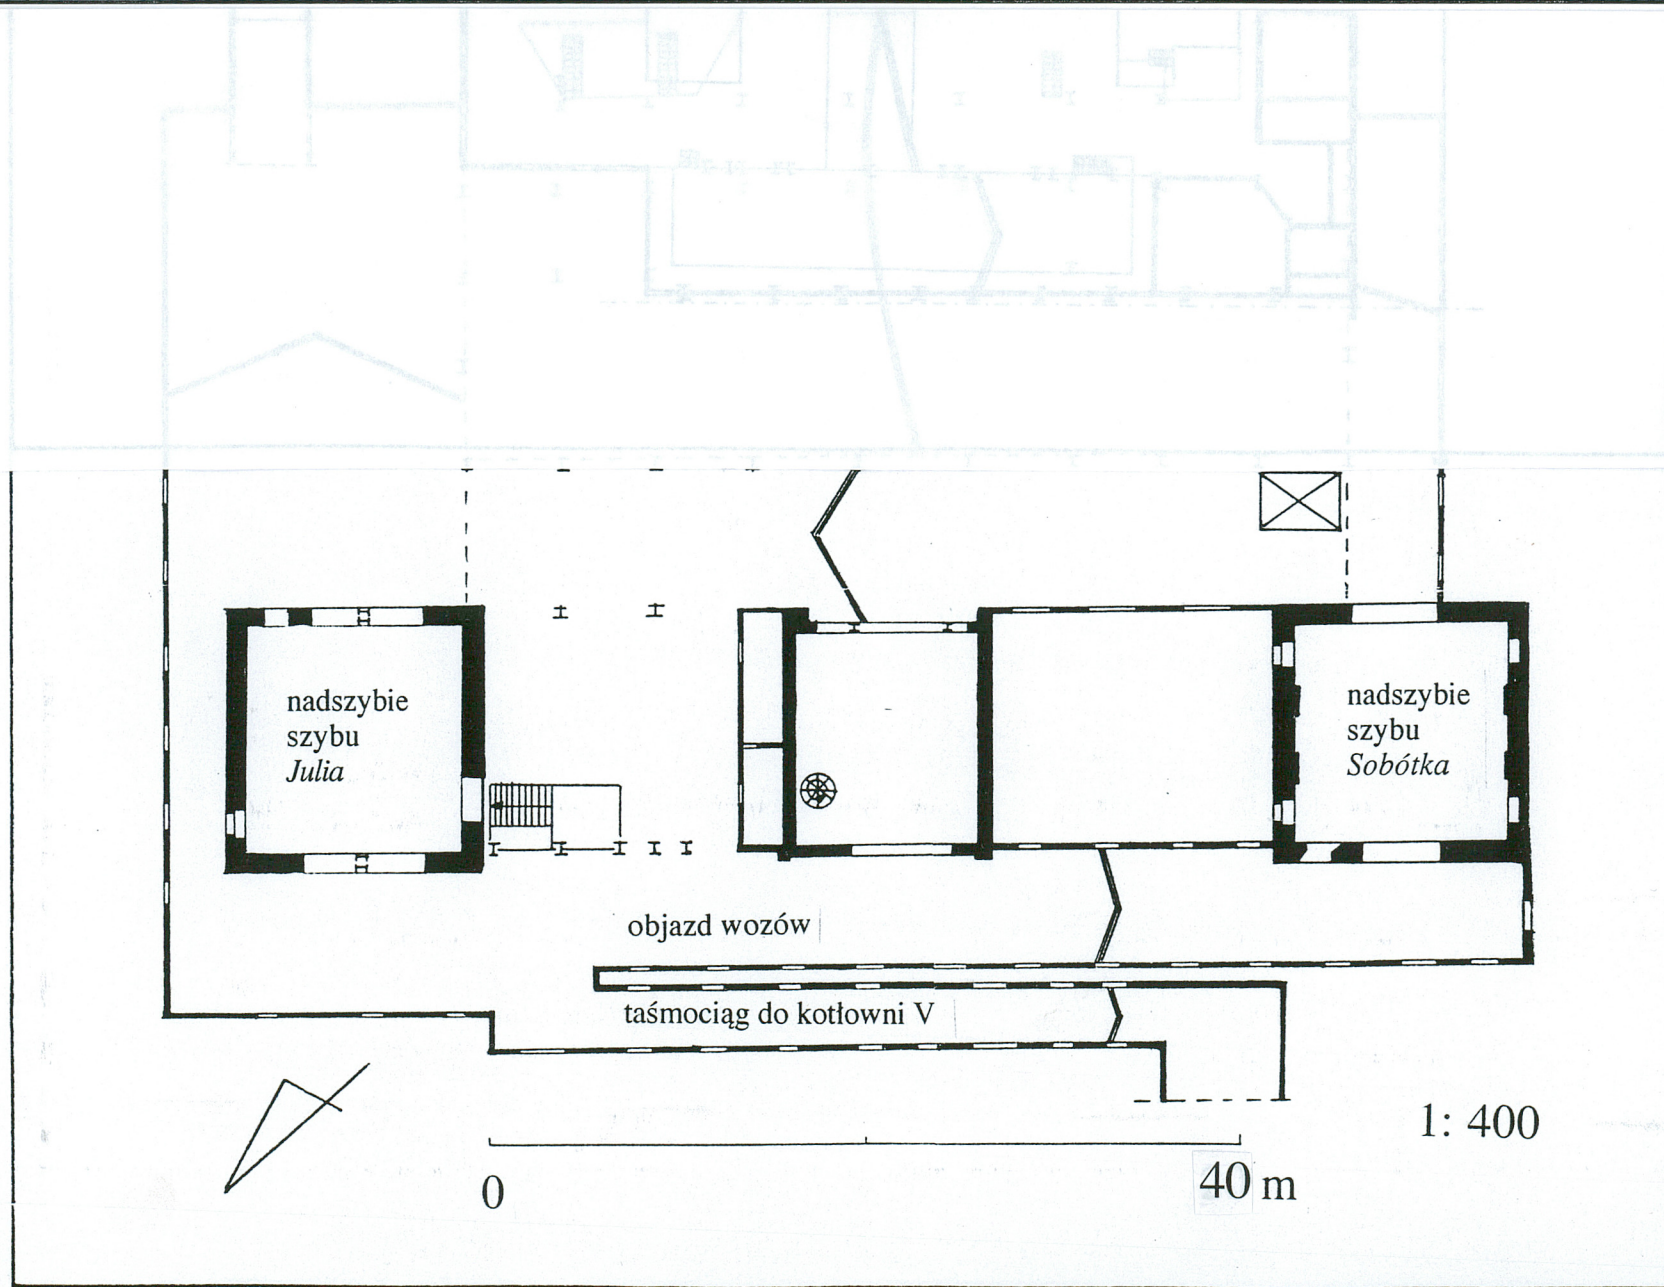 nadszybie
szybu
Julia
nadszybie
szybu
Sobótka
objazd wozów
taśmociąg do kotłowni V
1: 400
0
40 m